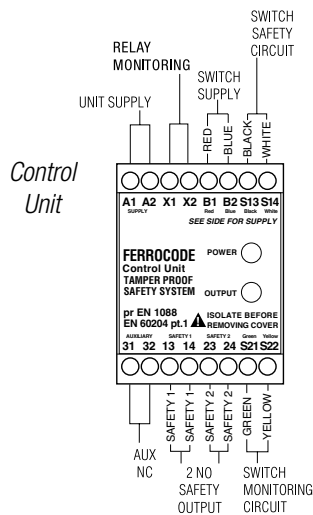 SWITCH
SAFETY
CIRCUIT
RELAY
MONITORING
SWITCH
SUPPLY
UNIT SUPPLY
RED
BLUE
BLACK
WHITE
Control
Unit
A1 A2 X1 X2 B1 B2 S13 S14
SUPPLY Red Blue Black White
SEE SIDE FOR SUPPLY
FERROCODE
Control Unit
TAMPER PROOF
SAFETY SYSTEM
POWER
OUTPUT
pr EN 1088
EN 60204 pt.1
ISOLATE BEFORE
REMOVING COVER
AUXILIARY SAFETY 1 SAFETY 2 Green Yellow
31 32 13 14 23 24 S21 S22
SAFETY 1
SAFETY 1
SAFETY 2
SAFETY 2
GREEN
YELLOW
AUX
NC
2 NO
SAFETY
OUTPUT
SWITCH
MONITORING
CIRCUIT